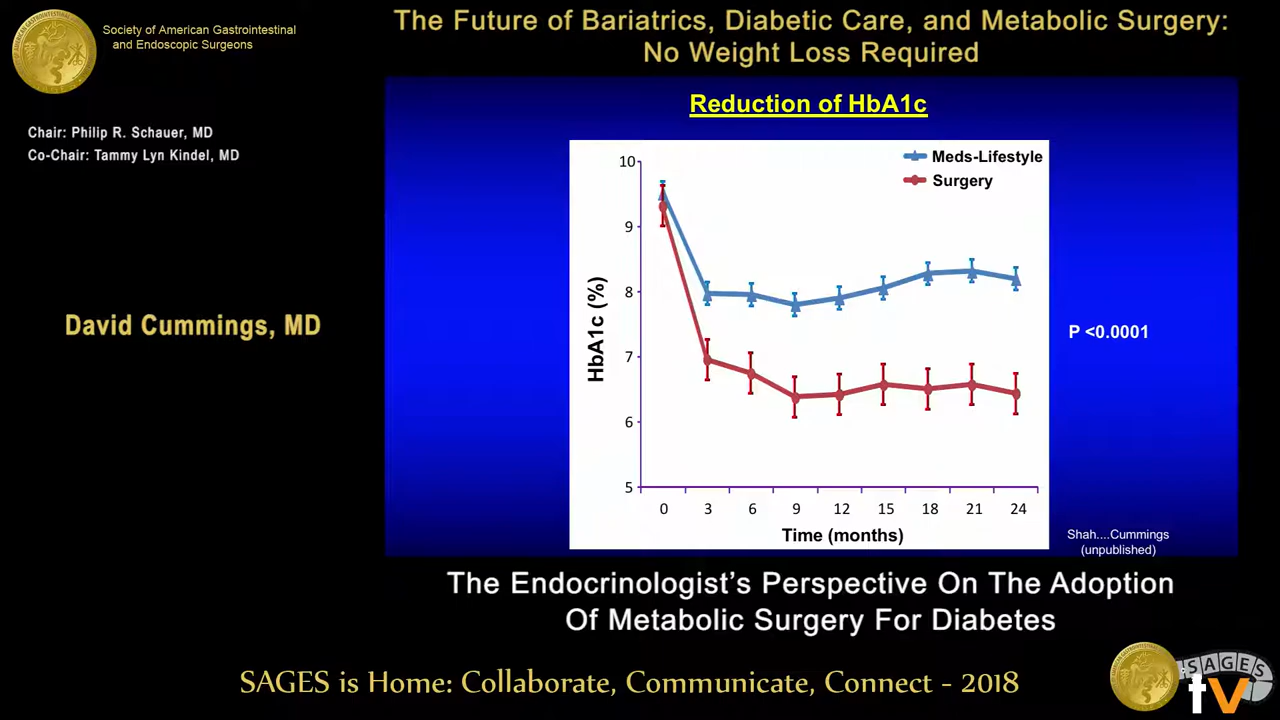 Society of American Gastrointestinal
and Endoscopic Surgeons
The Future of Bariatrics, Diabetic Care, and Metabolic Surgery:
No Weight Loss Required
Chair: Philip R. Schauer, MD
Co-Chair: Tammy Lyn Kindel, MD
David Cummings, MD
Reduction of HbA1c
Meds-Lifestyle
Surgery
HbA1c (%)
10
9
8
7
6
5
0 3 6 9 12 15 18 21 24
Time (months)
P <0.0001
Shah....Cummings
(unpublished)
The Endocrinologist's Perspective On The Adoption
Of Metabolic Surgery For Diabetes
SAGES is Home: Collaborate, Communicate, Connect - 2018
SAGES
tv